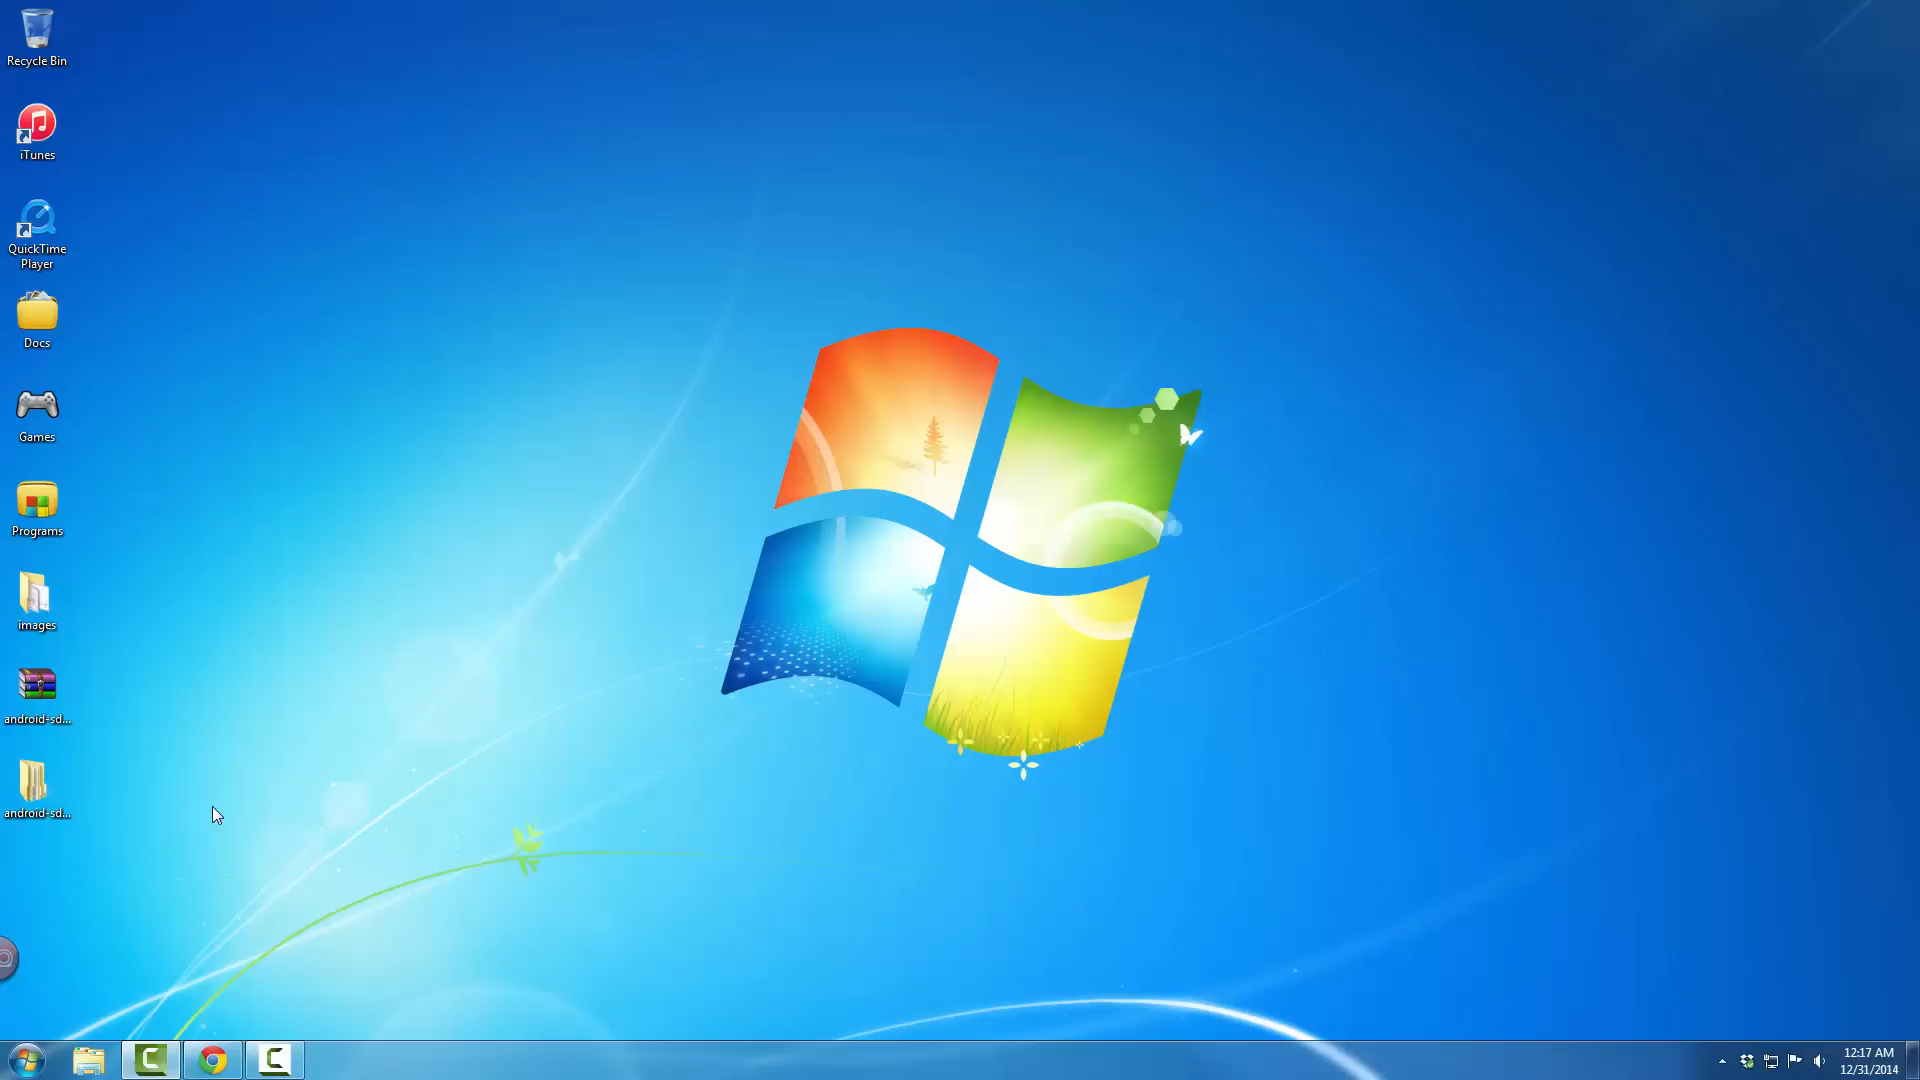 Recycle Bin
iTunes
QuickTime
Player
Docs
Games
Programs
images
android-sd...
android-sd...
12:17 AM
12/31/2014